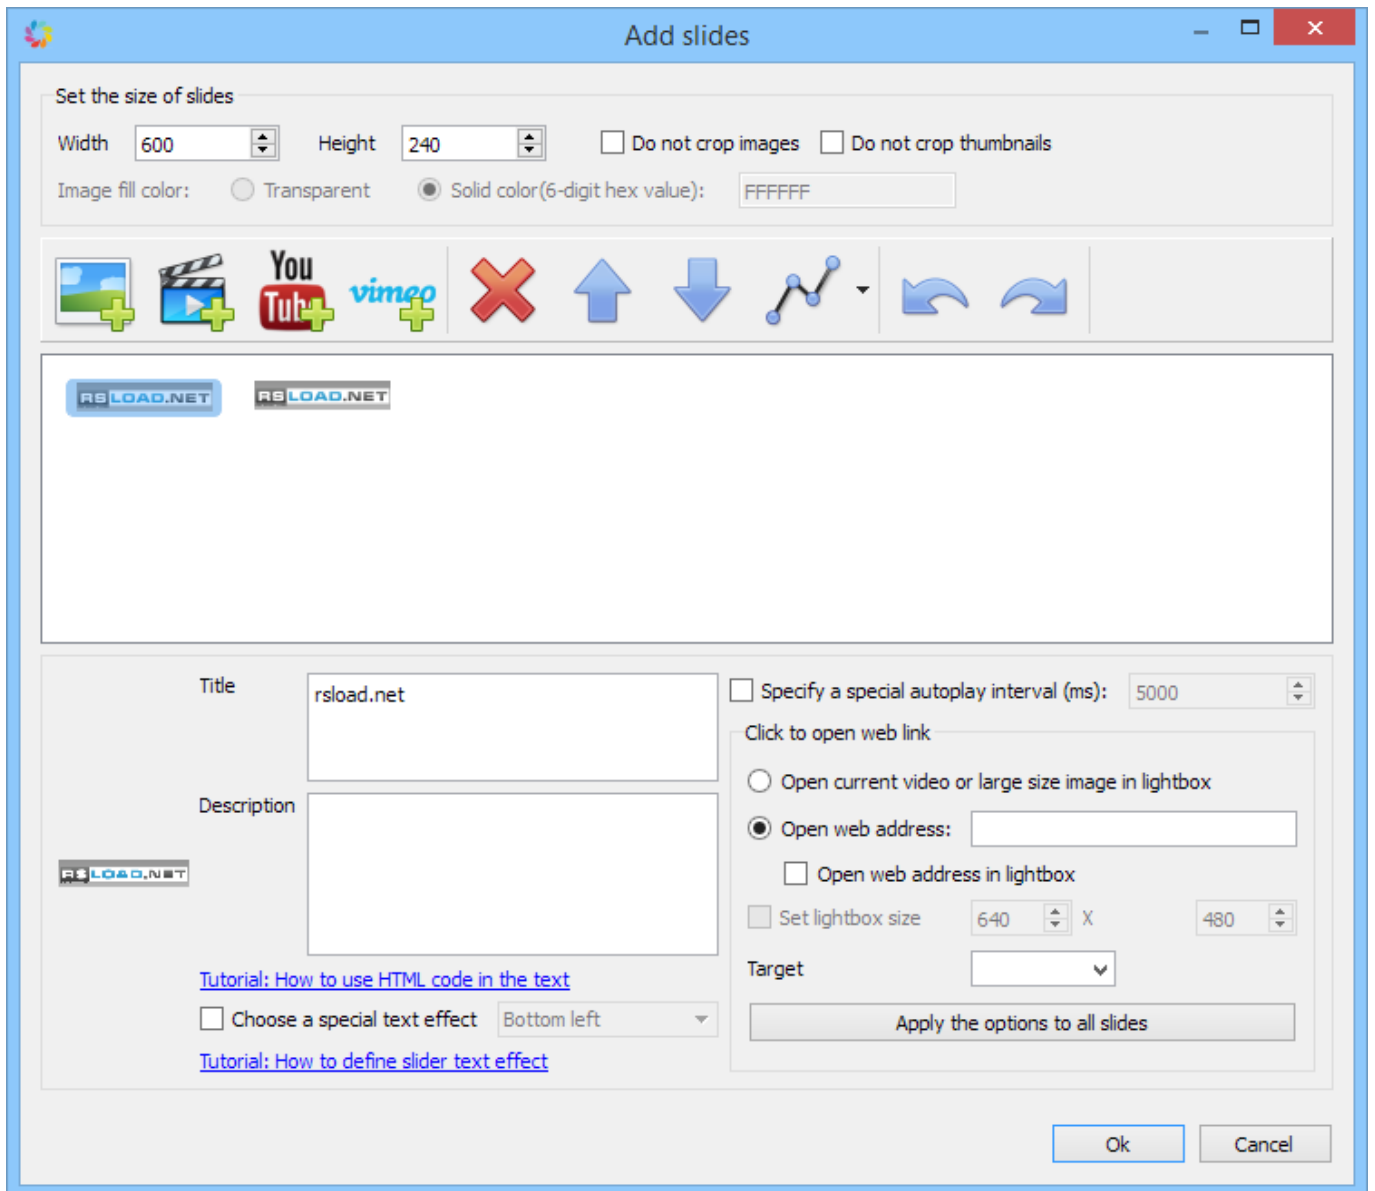 Add slides
Set the size of slides
Width 600 Height 240 Do not crop images Do not crop thumbnails
Image fill color: Transparent Solid color(6-digit hex value): FFFFFF
You
Tube vimeo
RSLOAD.NET RSLOAD.NET
Title rsload.net Specify a special autoplay interval (ms): 5000
Click to open web link
Open current video or large size image in lightbox
Description Open web address:
RSLOAD.NET Open web address in lightbox
Set lightbox size 640 X 480
Target
Tutorial: How to use HTML code in the text
Choose a special text effect Bottom left Apply the options to all slides
Tutorial: How to define slider text effect
Ok Cancel